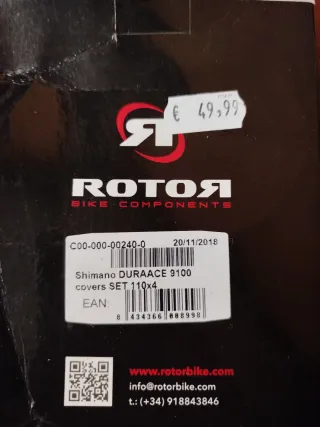 € 49,99
ROTOR
BIKE COMPONENTS
C00-000-00240-0 20/11/2018
Shimano DURAACE 9100
covers SET 110x4
EAN:
8 434366 008998
www.rotorbike.com
info@rotorbike.com
t.: (+34) 918843846